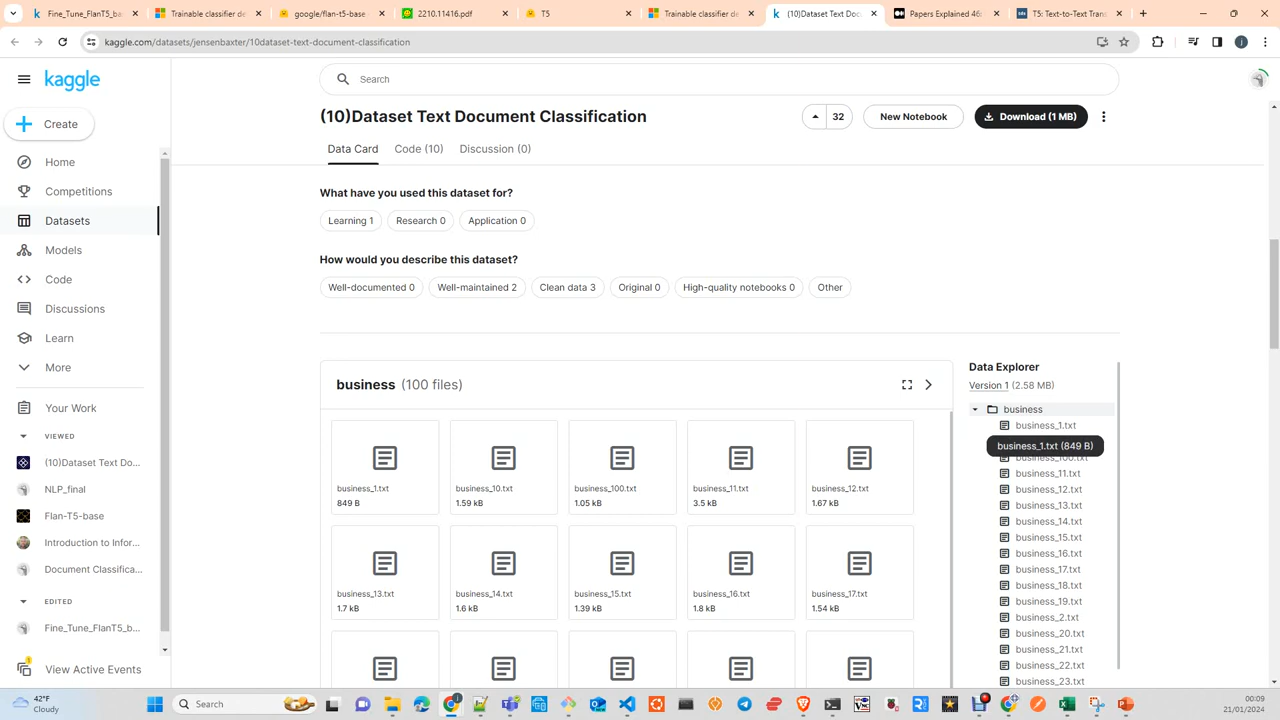 Kaggle
Fine_Tune_FlanT5_b
Trainable classifier de
google/flan-t5-base
2210.11416.pdf
T5
Trainable classifier de
(10)Dataset Text Docu
Papers Explained 46:
T5: Text-to-Text Trans
kaggle.com/datasets/jensenbaxter/10dataset-text-document-classification
kaggle
Search
Create
(10)Dataset Text Document Classification
32
New Notebook
Download (1 MB)
Data Card
Code (10)
Discussion (0)
Home
Competitions
Datasets
Models
Code
Discussions
Learn
More
Your Work
VIEWED
(10)Dataset Text Do...
NLP_final
Flan-T5-base
Introduction to Infor...
Document Classifica...
EDITED
Fine_Tune_FlanT5_b...
View Active Events
What have you used this dataset for?
Learning 1
Research 0
Application 0
How would you describe this dataset?
Well-documented 0
Well-maintained 2
Clean data 3
Original 0
High-quality notebooks 0
Other
business (100 files)
business_1.txt
849 B
business_10.txt
1.59 kB
business_100.txt
1.05 kB
business_11.txt
3.5 kB
business_12.txt
1.67 kB
business_13.txt
1.7 kB
business_14.txt
1.6 kB
business_15.txt
1.39 kB
business_16.txt
1.8 kB
business_17.txt
1.54 kB
Data Explorer
Version 1 (2.58 MB)
business
business_1.txt
business_1.txt (849 B)
business_100.txt
business_11.txt
business_12.txt
business_13.txt
business_14.txt
business_15.txt
business_16.txt
business_17.txt
business_18.txt
business_19.txt
business_2.txt
business_20.txt
business_21.txt
business_22.txt
business_23.txt
42°F
Cloudy
Search
00:09
21/01/2024